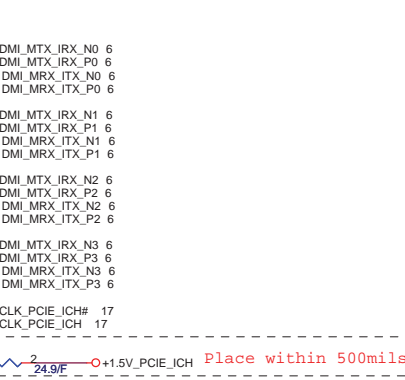 DMI_MTX_IRX_N0 6
DMI_MTX_IRX_P0 6
DMI_MRX_ITX_N0 6
DMI_MRX_ITX_P0 6
DMI_MTX_IRX_N1 6
DMI_MTX_IRX_P1 6
DMI_MRX_ITX_N1 6
DMI_MRX_ITX_P1 6
DMI_MTX_IRX_N2 6
DMI_MTX_IRX_P2 6
DMI_MRX_ITX_N2 6
DMI_MRX_ITX_P2 6
DMI_MTX_IRX_N3 6
DMI_MTX_IRX_P3 6
DMI_MRX_ITX_N3 6
DMI_MRX_ITX_P3 6
CLK_PCIE_ICH# 17
CLK_PCIE_ICH 17
2 24.9/F +1.5V_PCIE_ICH Place within 500mils